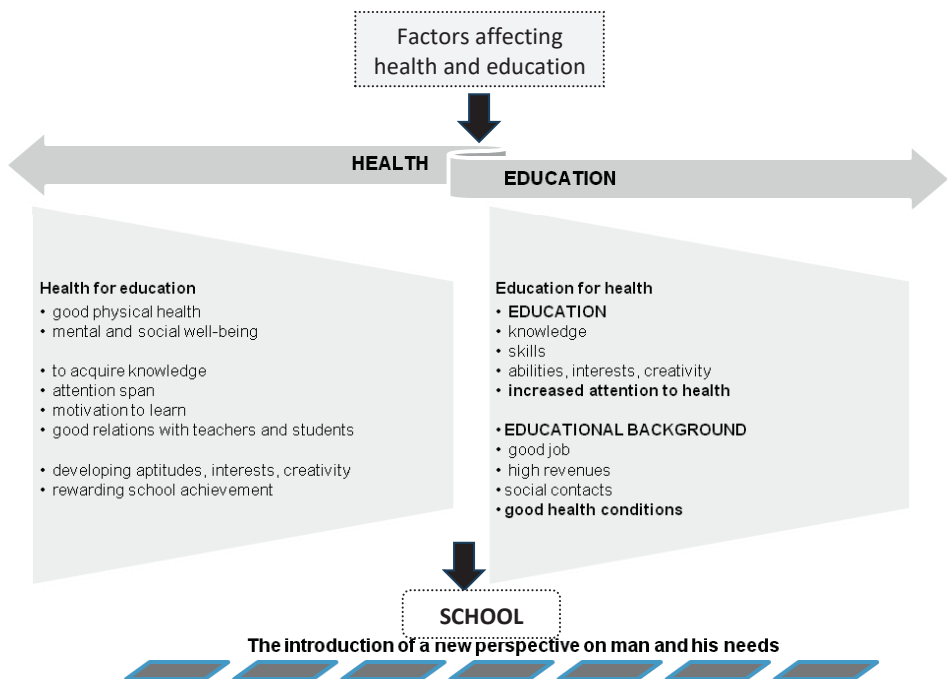 Factors affecting
health and education
HEALTH
EDUCATION
Health for education
• good physical health
• mental and social well-being
• to acquire knowledge
• attention span
• motivation to learn
• good relations with teachers and students
• developing aptitudes, interests, creativity
• rewarding school achievement
Education for health
• EDUCATION
• knowledge
• skills
• abilities, interests, creativity
• increased attention to health
• EDUCATIONAL BACKGROUND
• good job
• high revenues
• social contacts
• good health conditions
SCHOOL
The introduction of a new perspective on man and his needs